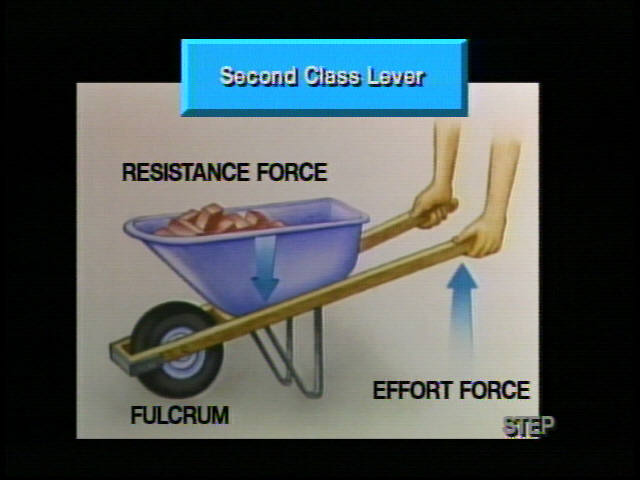 Second Class Lever
RESISTANCE FORCE
EFFORT FORCE
FULCRUM
STEP